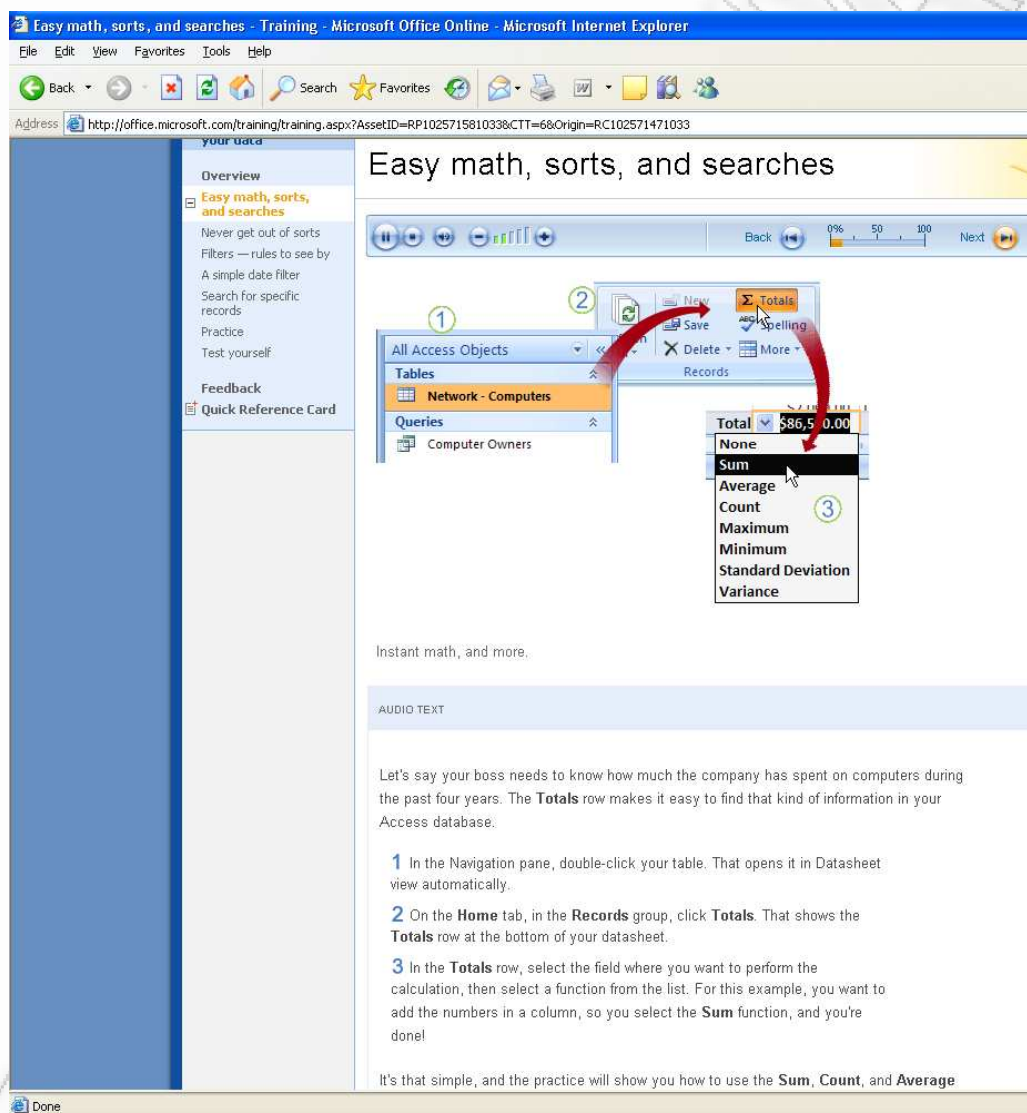 Easy math, sorts, and searches - Training - Microsoft Office Online - Microsoft Internet Explorer
File Edit View Favorites Tools Help
Back Search Favorites
Address http://office.microsoft.com/training/training.aspx?AssetID=RP102571581033&CTT=6&Origin=RC102571471033
your data
Overview
Easy math, sorts,
and searches
Never get out of sorts
Filters — rules to see by
A simple date filter
Search for specific
records
Practice
Test yourself
Feedback
Quick Reference Card
Easy math, sorts, and searches
Back 0% 50 100 Next
1
All Access Objects
Tables
Network - Computers
Queries
Computer Owners
2
New Σ Totals
Save ABC Spelling
Delete More
Records
Total
None
Sum
Average
Count
Maximum
Minimum
Standard Deviation
Variance
3
Instant math, and more.
AUDIO TEXT
Let's say your boss needs to know how much the company has spent on computers during
the past four years. The Totals row makes it easy to find that kind of information in your
Access database.
1 In the Navigation pane, double-click your table. That opens it in Datasheet
view automatically.
2 On the Home tab, in the Records group, click Totals. That shows the
Totals row at the bottom of your datasheet.
3 In the Totals row, select the field where you want to perform the
calculation, then select a function from the list. For this example, you want to
add the numbers in a column, so you select the Sum function, and you're
done!
It's that simple, and the practice will show you how to use the Sum, Count, and Average
Done